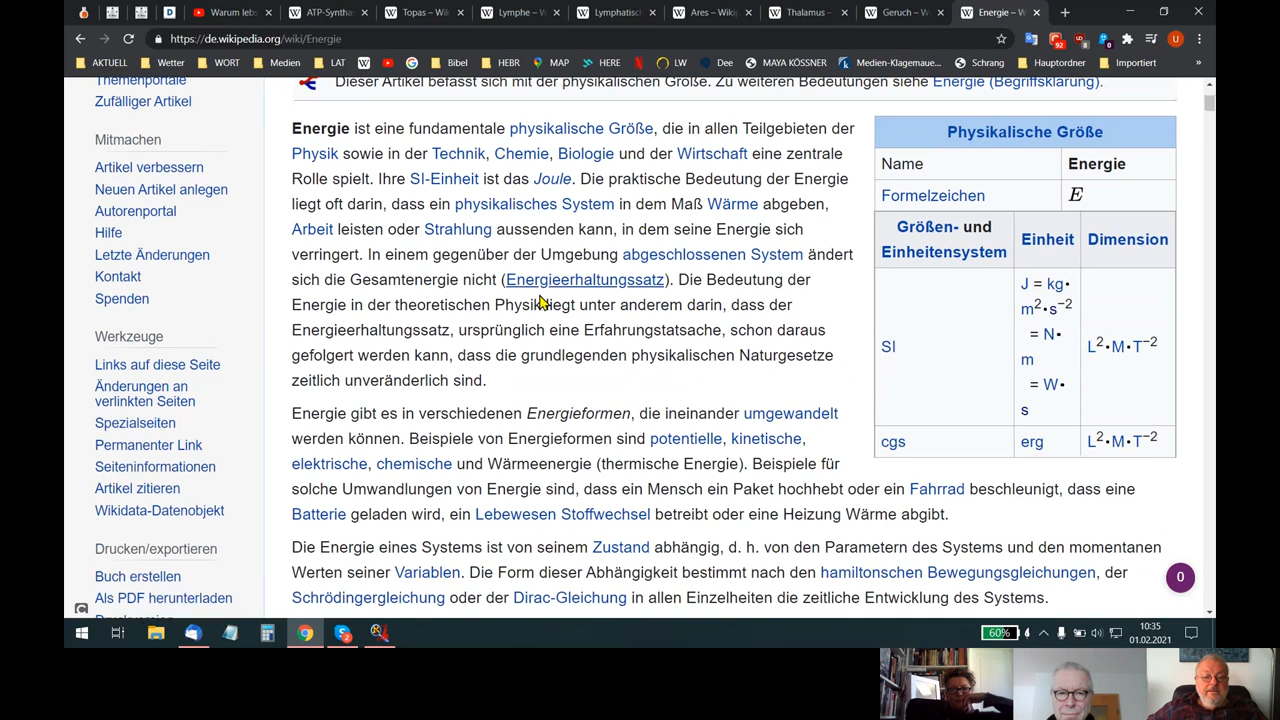 Warum lebs
ATP-Syntha
Topas – Wi
Lymphe – W
Lymphatisc
Ares – Wiki
Thalamus –
Geruch – W
Energie – W
https://de.wikipedia.org/wiki/Energie
92
8
0
U
AKTUELL
Wetter
WORT
Medien
LAT
Bibel
HEBR
MAP
HERE
LW
Dee
MAYA KÖSSNER
Medien-Klagemaue...
Schrang
Hauptordner
Importiert
»
Themenportale
Zufälliger Artikel
Mitmachen
Artikel verbessern
Neuen Artikel anlegen
Autorenportal
Hilfe
Letzte Änderungen
Kontakt
Spenden
Werkzeuge
Links auf diese Seite
Änderungen an
verlinkten Seiten
Spezialseiten
Permanenter Link
Seiteninformationen
Artikel zitieren
Wikidata-Datenobjekt
Drucken/exportieren
Buch erstellen
Als PDF herunterladen
Dieser Artikel befasst sich mit der physikalischen Größe. Zu weiteren Bedeutungen siehe Energie (Begriffsklärung).
Energie ist eine fundamentale physikalische Größe, die in allen Teilgebieten der
Physik sowie in der Technik, Chemie, Biologie und der Wirtschaft eine zentrale
Rolle spielt. Ihre SI-Einheit ist das Joule. Die praktische Bedeutung der Energie
liegt oft darin, dass ein physikalisches System in dem Maß Wärme abgeben,
Arbeit leisten oder Strahlung aussenden kann, in dem seine Energie sich
verringert. In einem gegenüber der Umgebung abgeschlossenen System ändert
sich die Gesamtenergie nicht (Energieerhaltungssatz). Die Bedeutung der
Energie in der theoretischen Physik liegt unter anderem darin, dass der
Energieerhaltungssatz, ursprünglich eine Erfahrungstatsache, schon daraus
gefolgert werden kann, dass die grundlegenden physikalischen Naturgesetze
zeitlich unveränderlich sind.
Energie gibt es in verschiedenen Energieformen, die ineinander umgewandelt
werden können. Beispiele von Energieformen sind potentielle, kinetische,
elektrische, chemische und Wärmeenergie (thermische Energie). Beispiele für
solche Umwandlungen von Energie sind, dass ein Mensch ein Paket hochhebt oder ein Fahrrad beschleunigt, dass eine
Batterie geladen wird, ein Lebewesen Stoffwechsel betreibt oder eine Heizung Wärme abgibt.
Die Energie eines Systems ist von seinem Zustand abhängig, d. h. von den Parametern des Systems und den momentanen
Werten seiner Variablen. Die Form dieser Abhängigkeit bestimmt nach den hamiltonschen Bewegungsgleichungen, der
Schrödingergleichung oder der Dirac-Gleichung in allen Einzelheiten die zeitliche Entwicklung des Systems.
Physikalische Größe
Name Energie
Formelzeichen E
Größen- und
Einheitensystem
Einheit
Dimension
SI
J = kg•
m²•s⁻²
= N•
m
= W•
s
L²•M•T⁻²
cgs erg L²•M•T⁻²
0
60%
10:35
01.02.2021